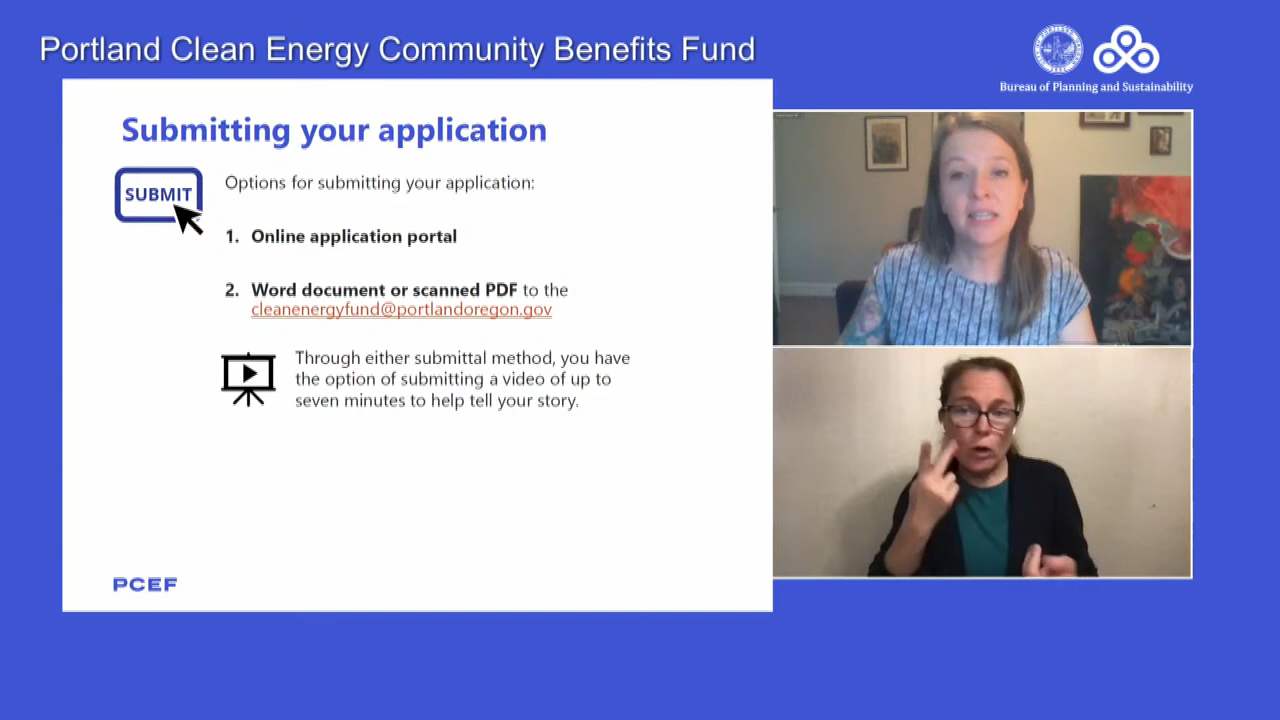 Portland Clean Energy Community Benefits Fund
Bureau of Planning and Sustainability
Submitting your application
SUBMIT
Options for submitting your application:
1. Online application portal
2. Word document or scanned PDF to the
cleanenergyfund@portlandoregon.gov
Through either submittal method, you have
the option of submitting a video of up to
seven minutes to help tell your story.
PCEF